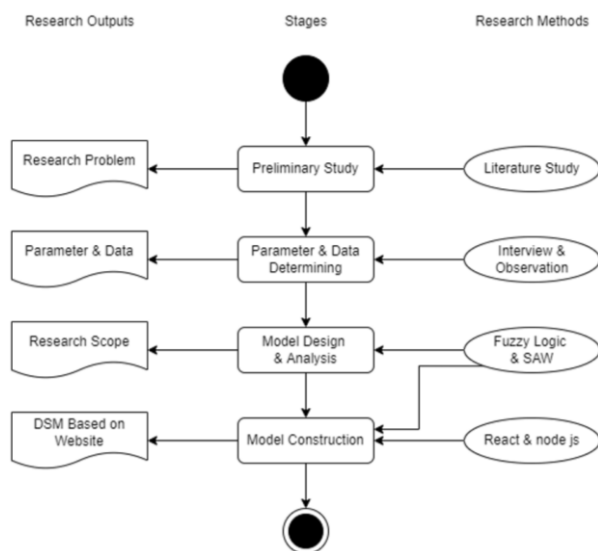 Research Outputs
Stages
Research Methods
Research Problem
Preliminary Study
Literature Study
Parameter & Data
Parameter & Data
Determining
Interview &
Observation
Research Scope
Model Design
& Analysis
Fuzzy Logic
& SAW
DSM Based on
Website
Model Construction
React & node js